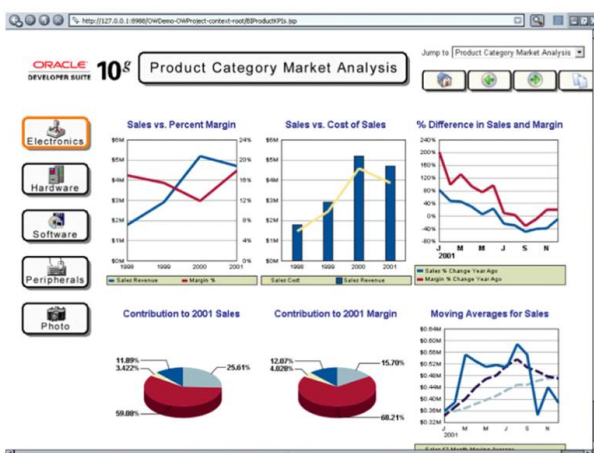 http://127.0.0.1:8988/OWDemo-OWProject-context-root/BIProductKPIs.jsp
Jump to Product Category Market Analysis
ORACLE
DEVELOPER SUITE
10g
Product Category Market Analysis
Electronics
Hardware
Software
Peripherals
Photo
Sales vs. Percent Margin
$6M
$5M
$4M
$3M
$2M
$1M
$0M
24%
20%
16%
12%
8%
4%
1998 1999 2000 2001
Sales Revenue Margin %
Sales vs. Cost of Sales
$6M
$5M
$4M
$3M
$2M
$1M
$0M
1998 1999 2000 2001
Sales Cost Sales Revenue
% Difference in Sales and Margin
240%
200%
160%
120%
80%
40%
0%
-40%
-80%
J M M J S N
2001
Sales % Change Year Ago
Margin % Change Year Ago
Contribution to 2001 Sales
11.89%
3.422%
25.61%
59.08%
Contribution to 2001 Margin
12.07%
4.028%
15.70%
68.21%
Moving Averages for Sales
$0.64M
$0.60M
$0.56M
$0.52M
$0.48M
$0.44M
$0.40M
$0.36M
$0.32M
J M M J S N
2001